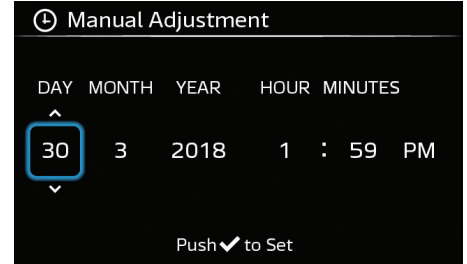 Manual Adjustment
DAY MONTH YEAR HOUR MINUTES
30 3 2018 1 : 59 PM
Push ✓ to Set